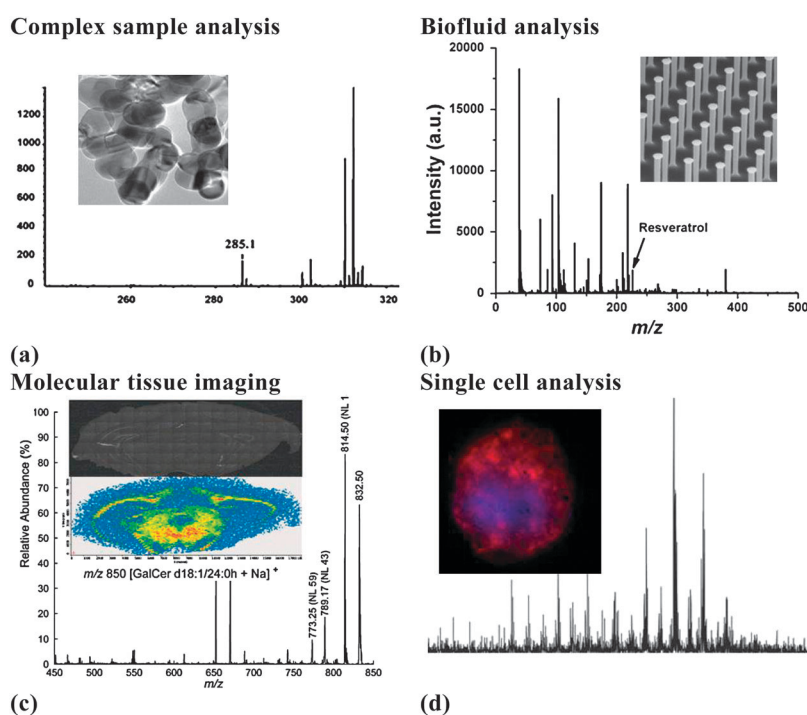 Complex sample analysis
1200
1000
800
600
400
200
0
285.1
260
280
300
320
(a)
Biofluid analysis
20000
15000
10000
5000
0
Intensity (a.u.)
Resveratrol
0
100
200
300
400
500
m/z
(b)
Molecular tissue imaging
100
90
80
70
60
50
40
30
20
10
0
Relative Abundance (%)
m/z 850 [GalCer d18:1/24:0h + Na] +
773.25 (NL 59)
789.17 (NL 43)
814.50 (NL 1
832.50
450
500
550
600
650
700
750
800
850
m/z
(c)
Single cell analysis
(d)